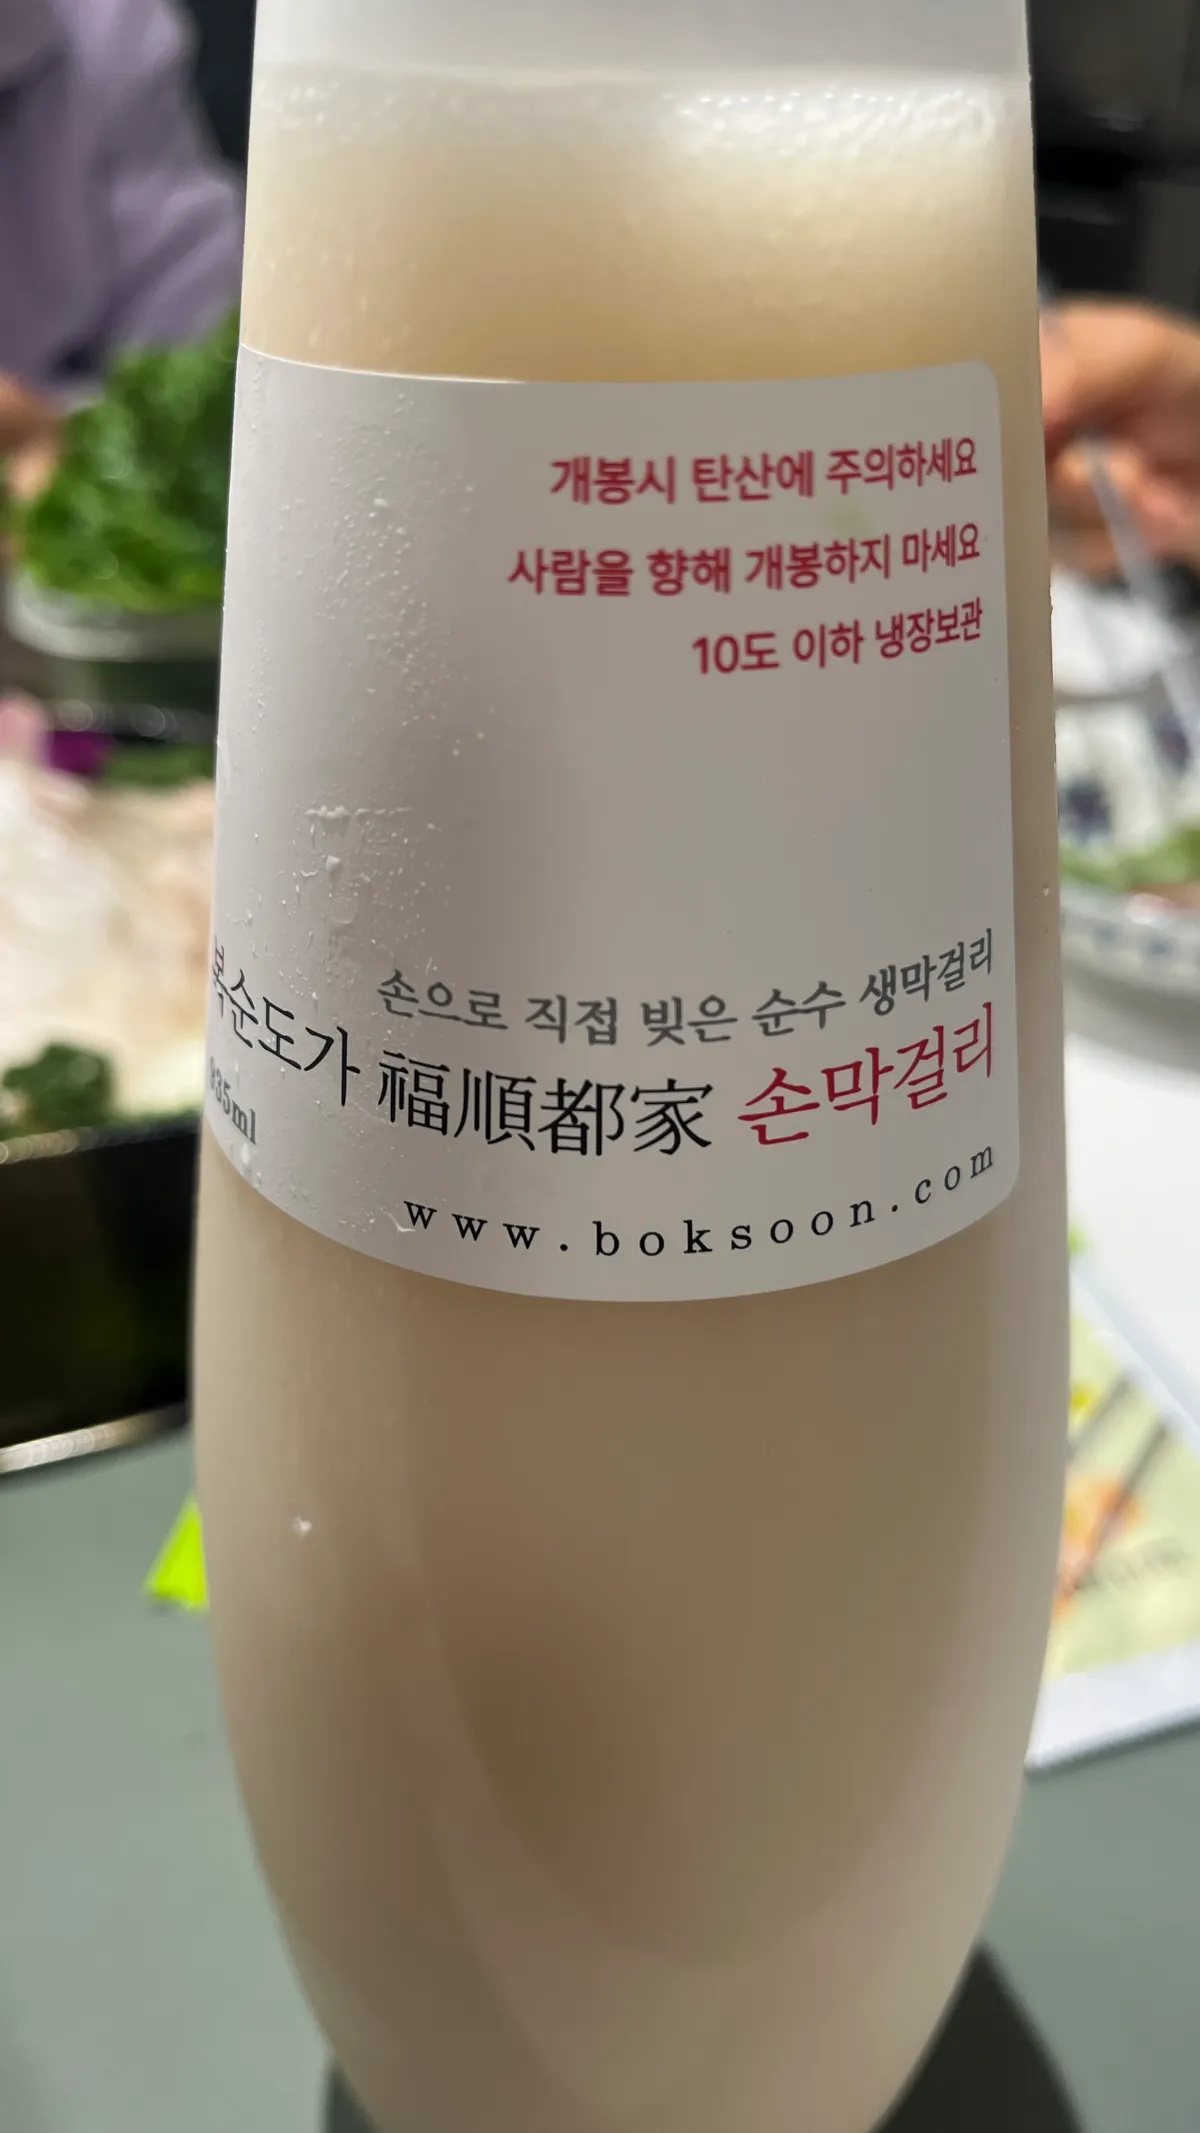 개봉시 탄산에 주의하세요
사람을 향해 개봉하지 마세요
10도 이하 냉장보관
손으로 직접 빚은 순수 생막걸리
복순도가 福順都家 손막걸리
935ml
www.boksoon.com